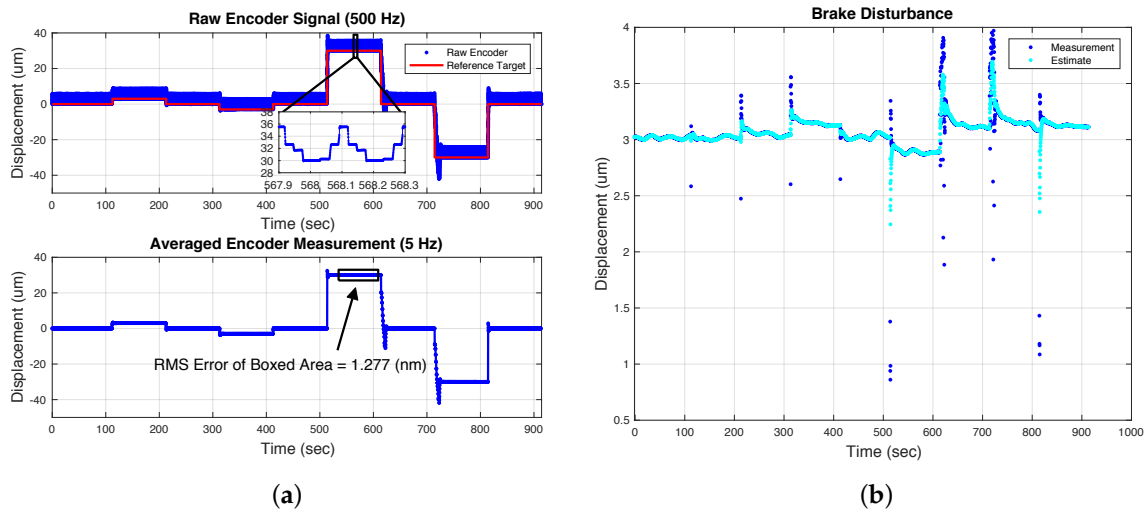 Raw Encoder Signal (500 Hz)
40
20
0
-20
-40
Displacement (um)
Raw Encoder
Reference Target
36
34
32
30
28
567.9 568 568.1 568.2 568.3
0 100 200 300 400 500 600 700 800 900
Time (sec)
Averaged Encoder Measurement (5 Hz)
40
20
0
-20
-40
Displacement (um)
RMS Error of Boxed Area = 1.277 (nm)
0 100 200 300 400 500 600 700 800 900
Time (sec)
(a)
Brake Disturbance
4
3.5
3
2.5
2
1.5
1
0.5
Displacement (um)
Measurement
Estimate
0 100 200 300 400 500 600 700 800 900 1000
Time (sec)
(b)